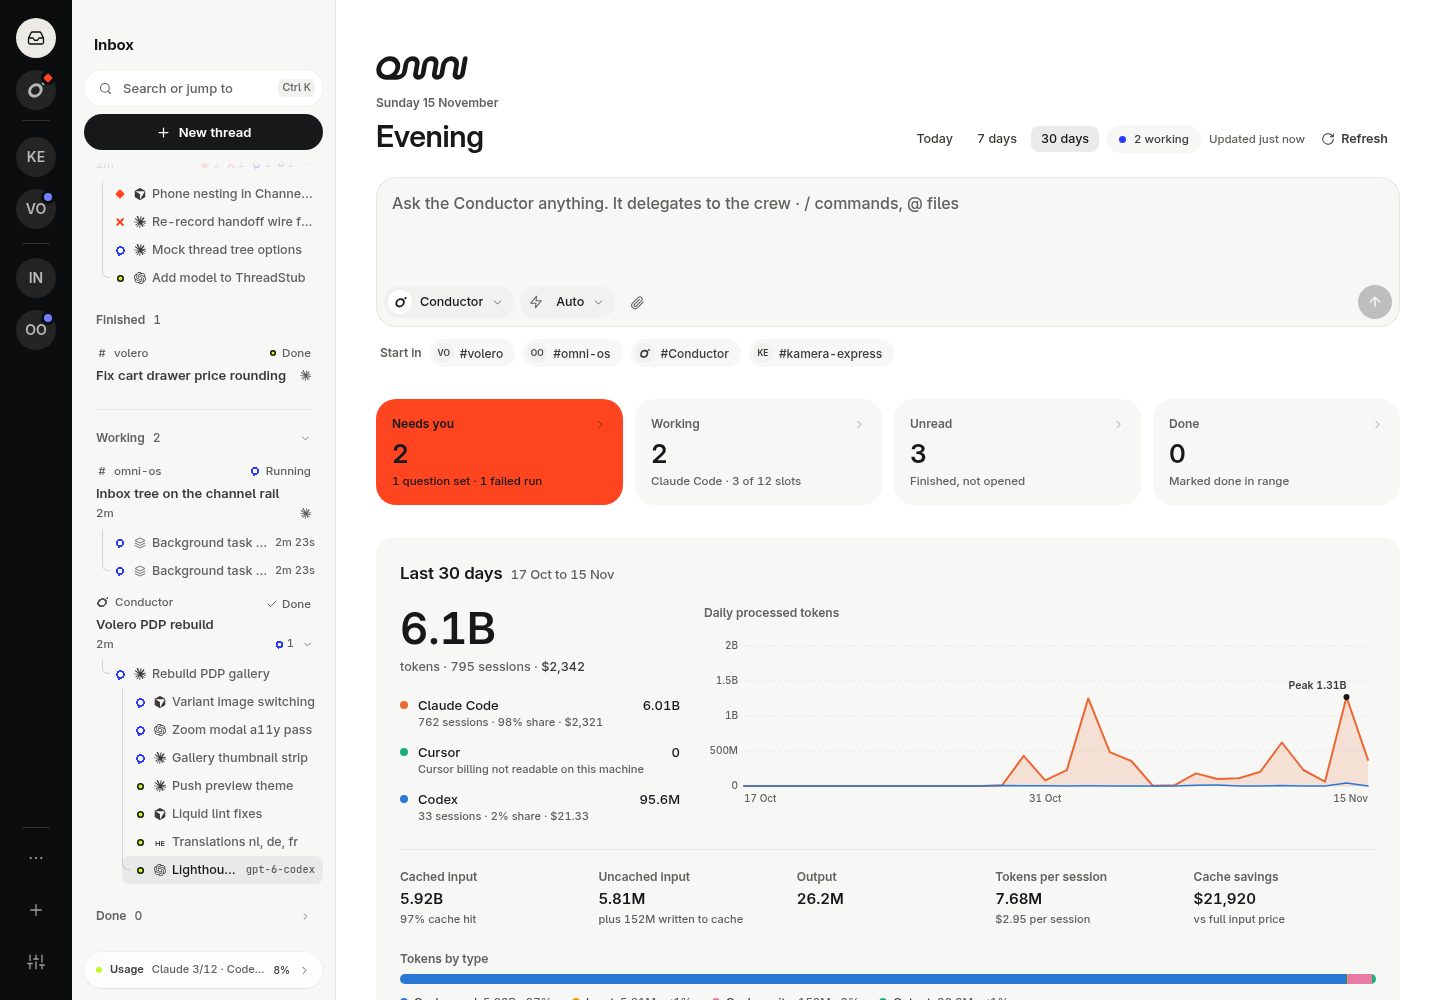 KE
VO
IN
OO
Inbox
Search or jump to
Ctrl K
New thread
2m
Phone nesting in Channe...
Re-record handoff wire f...
Mock thread tree options
Add model to ThreadStub
Finished 1
# volero Done
Fix cart drawer price rounding
Working 2
# omni-os Running
Inbox tree on the channel rail
2m
Background task ... 2m 23s
Background task ... 2m 23s
Conductor Done
Volero PDP rebuild
2m 1
Rebuild PDP gallery
Variant image switching
Zoom modal a11y pass
Gallery thumbnail strip
Push preview theme
Liquid lint fixes
HE Translations nl, de, fr
Lighthou... gpt-6-codex
Done 0
Usage Claude 3/12 · Code... 8%
omni
Sunday 15 November
Evening
Today 7 days 30 days 2 working Updated just now Refresh
Ask the Conductor anything. It delegates to the crew · / commands, @ files
Conductor Auto
Start in VO #volero OO #omni-os #Conductor KE #kamera-express
Needs you
2
1 question set · 1 failed run
Working
2
Claude Code · 3 of 12 slots
Unread
3
Finished, not opened
Done
0
Marked done in range
Last 30 days 17 Oct to 15 Nov
6.1B
tokens · 795 sessions · $2,342
Claude Code 6.01B
762 sessions · 98% share · $2,321
Cursor 0
Cursor billing not readable on this machine
Codex 95.6M
33 sessions · 2% share · $21.33
Daily processed tokens
2B
1.5B
1B
500M
0
Peak 1.31B
17 Oct 31 Oct 15 Nov
Cached input
5.92B
97% cache hit
Uncached input
5.81M
plus 152M written to cache
Output
26.2M
Tokens per session
7.68M
$2.95 per session
Cache savings
$21,920
vs full input price
Tokens by type